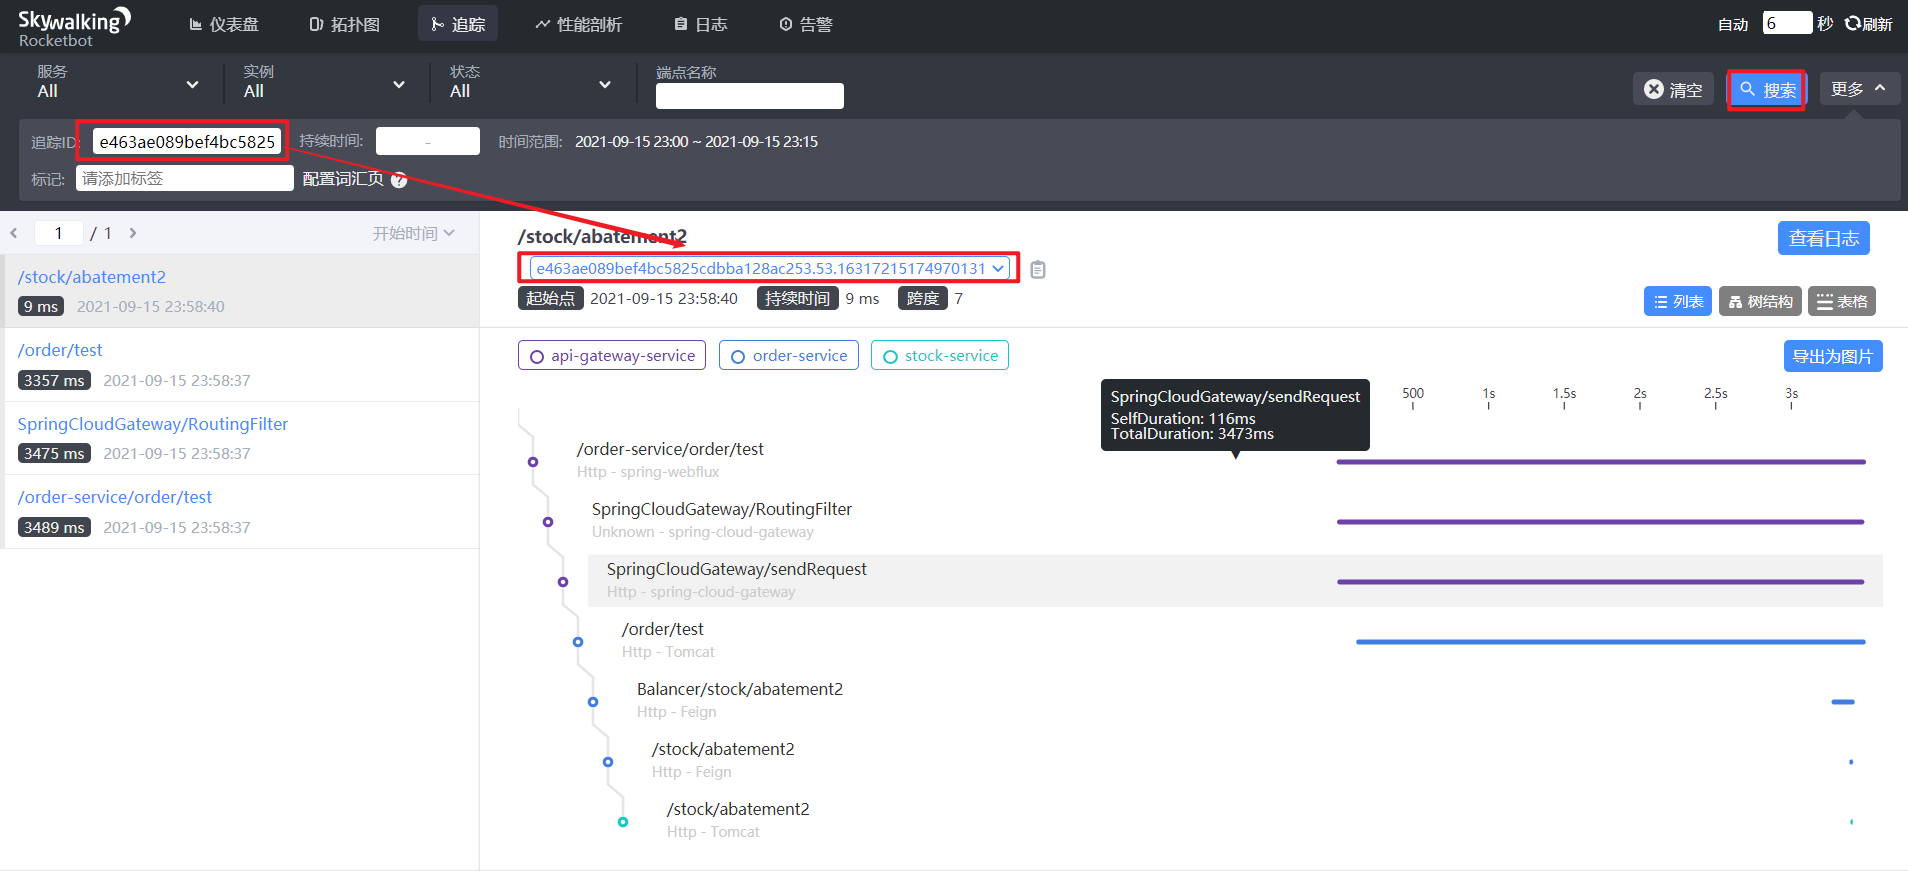 Skywalking
Rocketbot
仪表盘
拓扑图
追踪
性能剖析
日志
告警
自动 6 秒 刷新
服务
All
实例
All
状态
All
端点名称
清空
搜索
更多
追踪ID: e463ae089bef4bc5825
持续时间: -
时间范围: 2021-09-15 23:00 ~ 2021-09-15 23:15
标记: 请添加标签
配置词汇页 ?
1 / 1
开始时间
/stock/abatement2
9 ms 2021-09-15 23:58:40
/order/test
3357 ms 2021-09-15 23:58:37
SpringCloudGateway/RoutingFilter
3475 ms 2021-09-15 23:58:37
/order-service/order/test
3489 ms 2021-09-15 23:58:37
/stock/abatement2
查看日志
e463ae089bef4bc5825cdbba128ac253.53.16317215174970131
起始点 2021-09-15 23:58:40 持续时间 9 ms 跨度 7
列表
树结构
表格
api-gateway-service
order-service
stock-service
导出为图片
SpringCloudGateway/sendRequest
SelfDuration: 116ms
TotalDuration: 3473ms
500 1s 1.5s 2s 2.5s 3s
/order-service/order/test
Http - spring-webflux
SpringCloudGateway/RoutingFilter
Unknown - spring-cloud-gateway
SpringCloudGateway/sendRequest
Http - spring-cloud-gateway
/order/test
Http - Tomcat
Balancer/stock/abatement2
Http - Feign
/stock/abatement2
Http - Feign
/stock/abatement2
Http - Tomcat